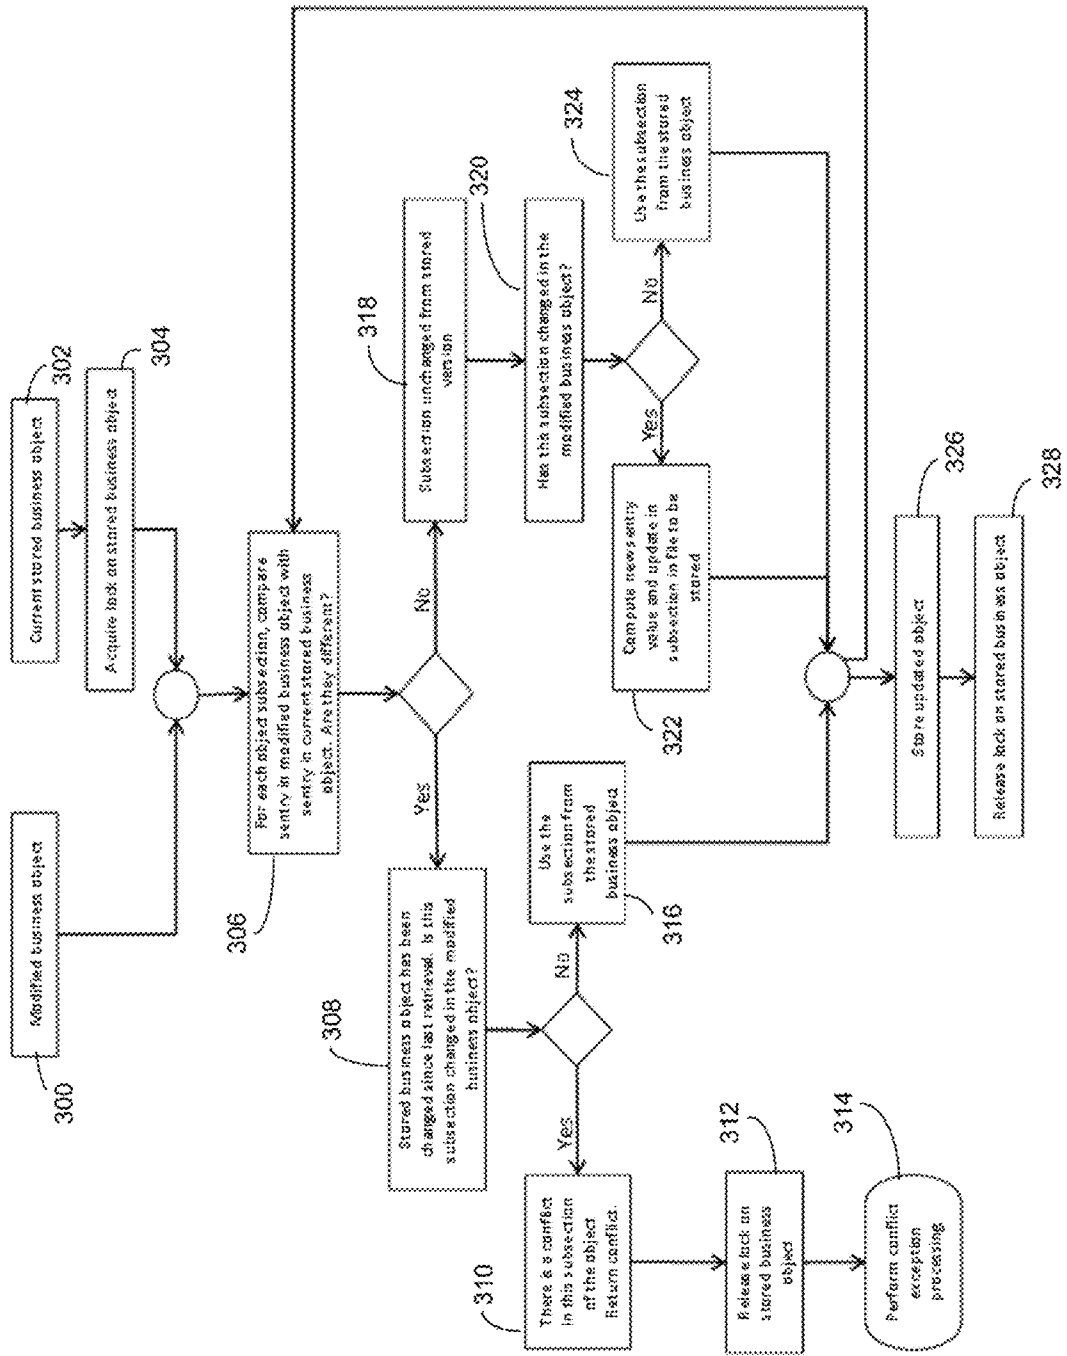 Modified business object
300
Current stored business object
302
Acquire lock on stored business object
304
For each object subsection, compare
sentry in modified business object with
sentry in current stored business
object. Are they different?
306
Yes
No
Stored business object has been
changed since last retrieval. Is this
subsection changed in the modified
business object?
308
Subsection unchanged from stored
version
318
Has the subsection changed in the
modified business object?
320
Yes
No
There is a conflict
in this subsection
of the object
Return conflict.
310
Use the
subsection from
the stored
business object
316
Yes
No
Compute new sentry
value and update in
subsection in file to be
stored
322
Use the subsection
from the stored
business object
324
Release lock on
stored business
object
312
Perform conflict
exception
processing
314
Store updated object
326
Release lock on stored business object
328